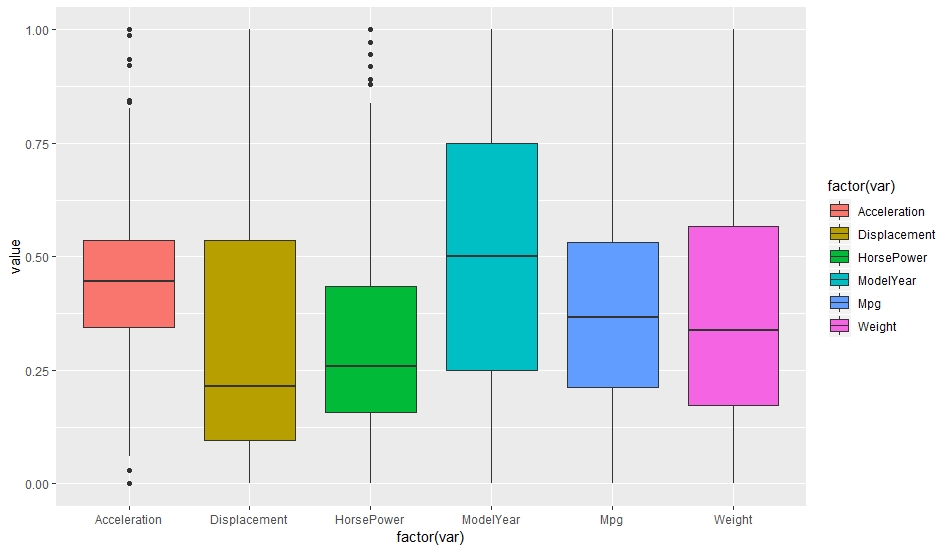 1.00
0.75
0.50
0.25
0.00
value
Acceleration Displacement HorsePower ModelYear Mpg Weight
factor(var)
factor(var)
Acceleration
Displacement
HorsePower
ModelYear
Mpg
Weight